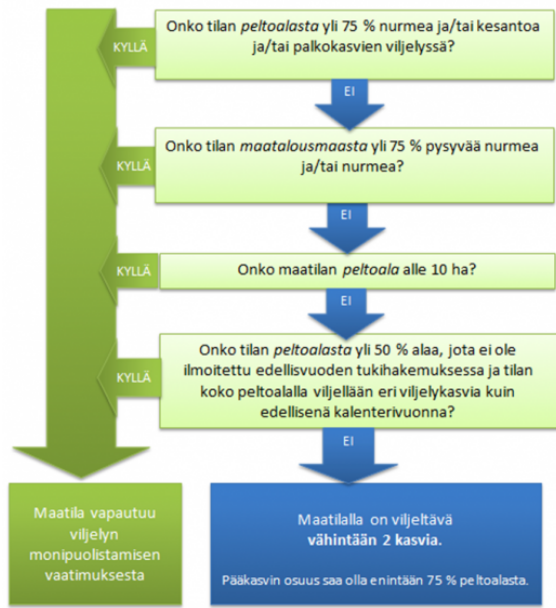 Onko tilan peltoalasta yli 75 % nurmea ja/tai kesantoa
ja/tai palkokasvien viljelyssä?
KYLLÄ
EI
Onko tilan maatalousmaasta yli 75 % pysyvää nurmea
ja/tai nurmea?
KYLLÄ
EI
Onko maatilan peltoala alle 10 ha?
KYLLÄ
EI
Onko tilan peltoalasta yli 50 % alaa, jota ei ole
ilmoitettu edellisvuoden tukihakemuksessa ja tilan
koko peltoalalla viljellään eri viljelykasvia kuin
edellisenä kalenterivuonna?
KYLLÄ
EI
Maatila vapautuu
viljelyn
monipuolistamisen
vaatimuksesta
Maatilalla on viljeltävä
vähintään 2 kasvia.
Pääkasvin osuus saa olla enintään 75 % peltoalasta.